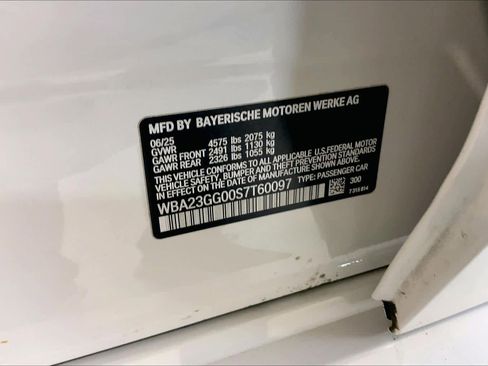 MFD BY BAYERISCHE MOTOREN WERKE AG
06/25
GVWR 4575 lbs 2075 kg
GAWR FRONT 2491 lbs 1130 kg
GAWR REAR 2326 lbs 1055 kg
THIS VEHICLE CONFORMS TO ALL APPLICABLE U.S.FEDERAL MOTOR
VEHICLE SAFETY, BUMPER AND THEFT PREVENTION STANDARDS
IN EFFECT ON THE DATE OF MANUFACTURE SHOWN ABOVE.
WBA23GG00S7T60097 TYPE: PASSENGER CAR
300
7318814